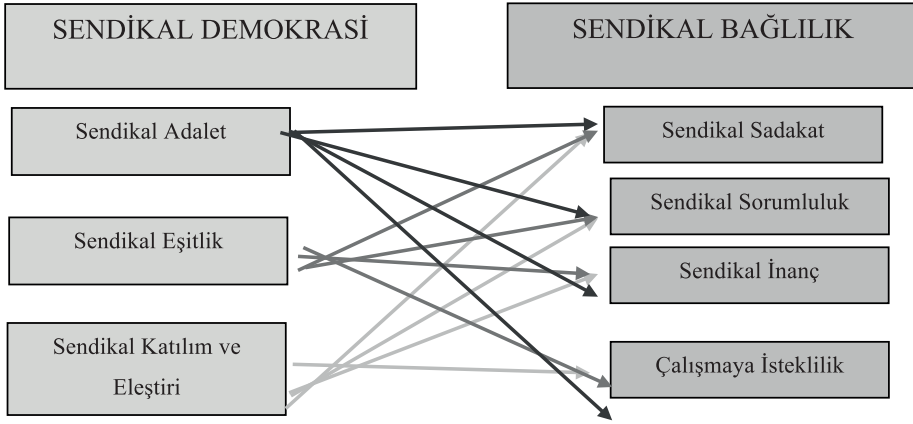 SENDİKAL DEMOKRASİ
SENDİKAL BAĞLILIK
Sendikal Adalet
Sendikal Eşitlik
Sendikal Katılım ve
Eleştiri
Sendikal Sadakat
Sendikal Sorumluluk
Sendikal İnanç
Çalışmaya İsteklilik